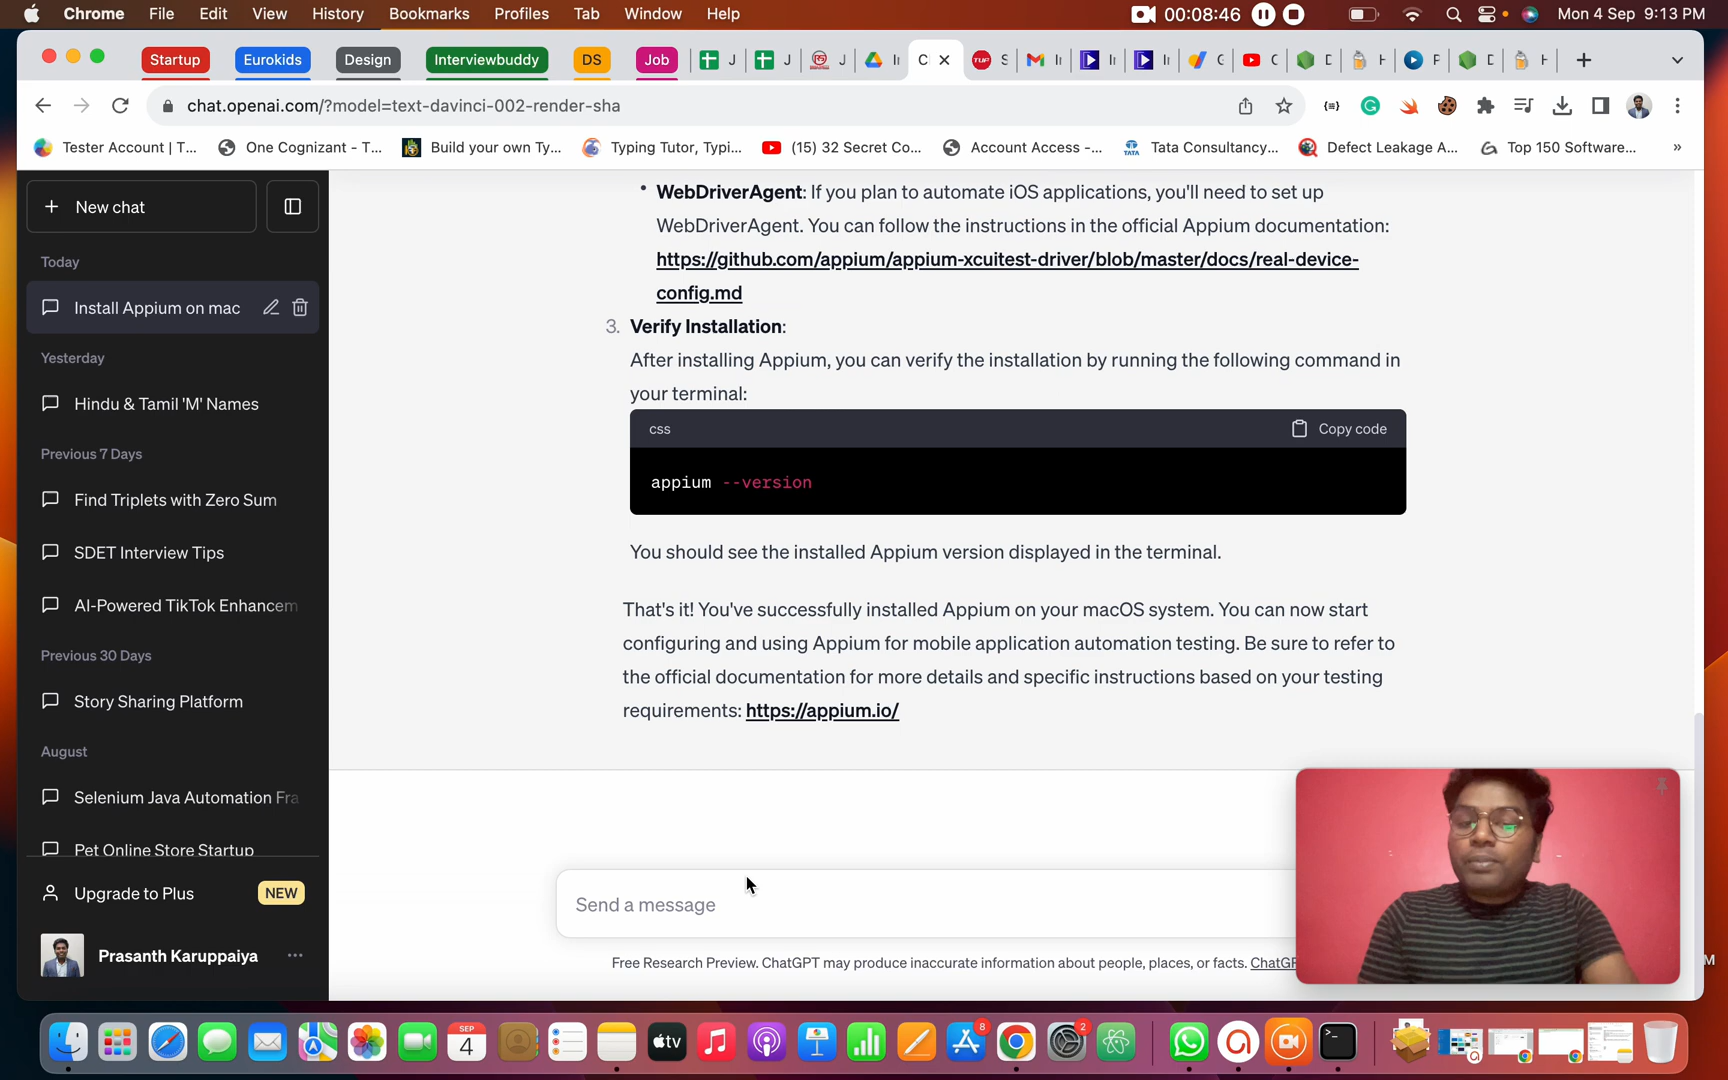 Chrome File Edit View History Bookmarks Profiles Tab Window Help 00:08:46 Mon 4 Sep 9:13 PM
Startup Eurokids Design Interviewbuddy DS Job J J J I C S I I I C C D H P D H
chat.openai.com/?model=text-davinci-002-render-sha
Tester Account | T... One Cognizant - T... Build your own Ty... Typing Tutor, Typi... (15) 32 Secret Co... Account Access -... Tata Consultancy... Defect Leakage A... Top 150 Software... »
+ New chat
Today
Install Appium on mac
Yesterday
Hindu & Tamil 'M' Names
Previous 7 Days
Find Triplets with Zero Sum
SDET Interview Tips
AI-Powered TikTok Enhancem
Previous 30 Days
Story Sharing Platform
August
Selenium Java Automation Fra
Pet Online Store Startup
Upgrade to Plus NEW
Prasanth Karuppaiya ...
• WebDriverAgent: If you plan to automate iOS applications, you'll need to set up
WebDriverAgent. You can follow the instructions in the official Appium documentation:
https://github.com/appium/appium-xcuitest-driver/blob/master/docs/real-device-
config.md
3. Verify Installation:
After installing Appium, you can verify the installation by running the following command in
your terminal:
css Copy code
appium --version
You should see the installed Appium version displayed in the terminal.
That's it! You've successfully installed Appium on your macOS system. You can now start
configuring and using Appium for mobile application automation testing. Be sure to refer to
the official documentation for more details and specific instructions based on your testing
requirements: https://appium.io/
Send a message
Free Research Preview. ChatGPT may produce inaccurate information about people, places, or facts. ChatGP
M
SEP
4
tv
8
2